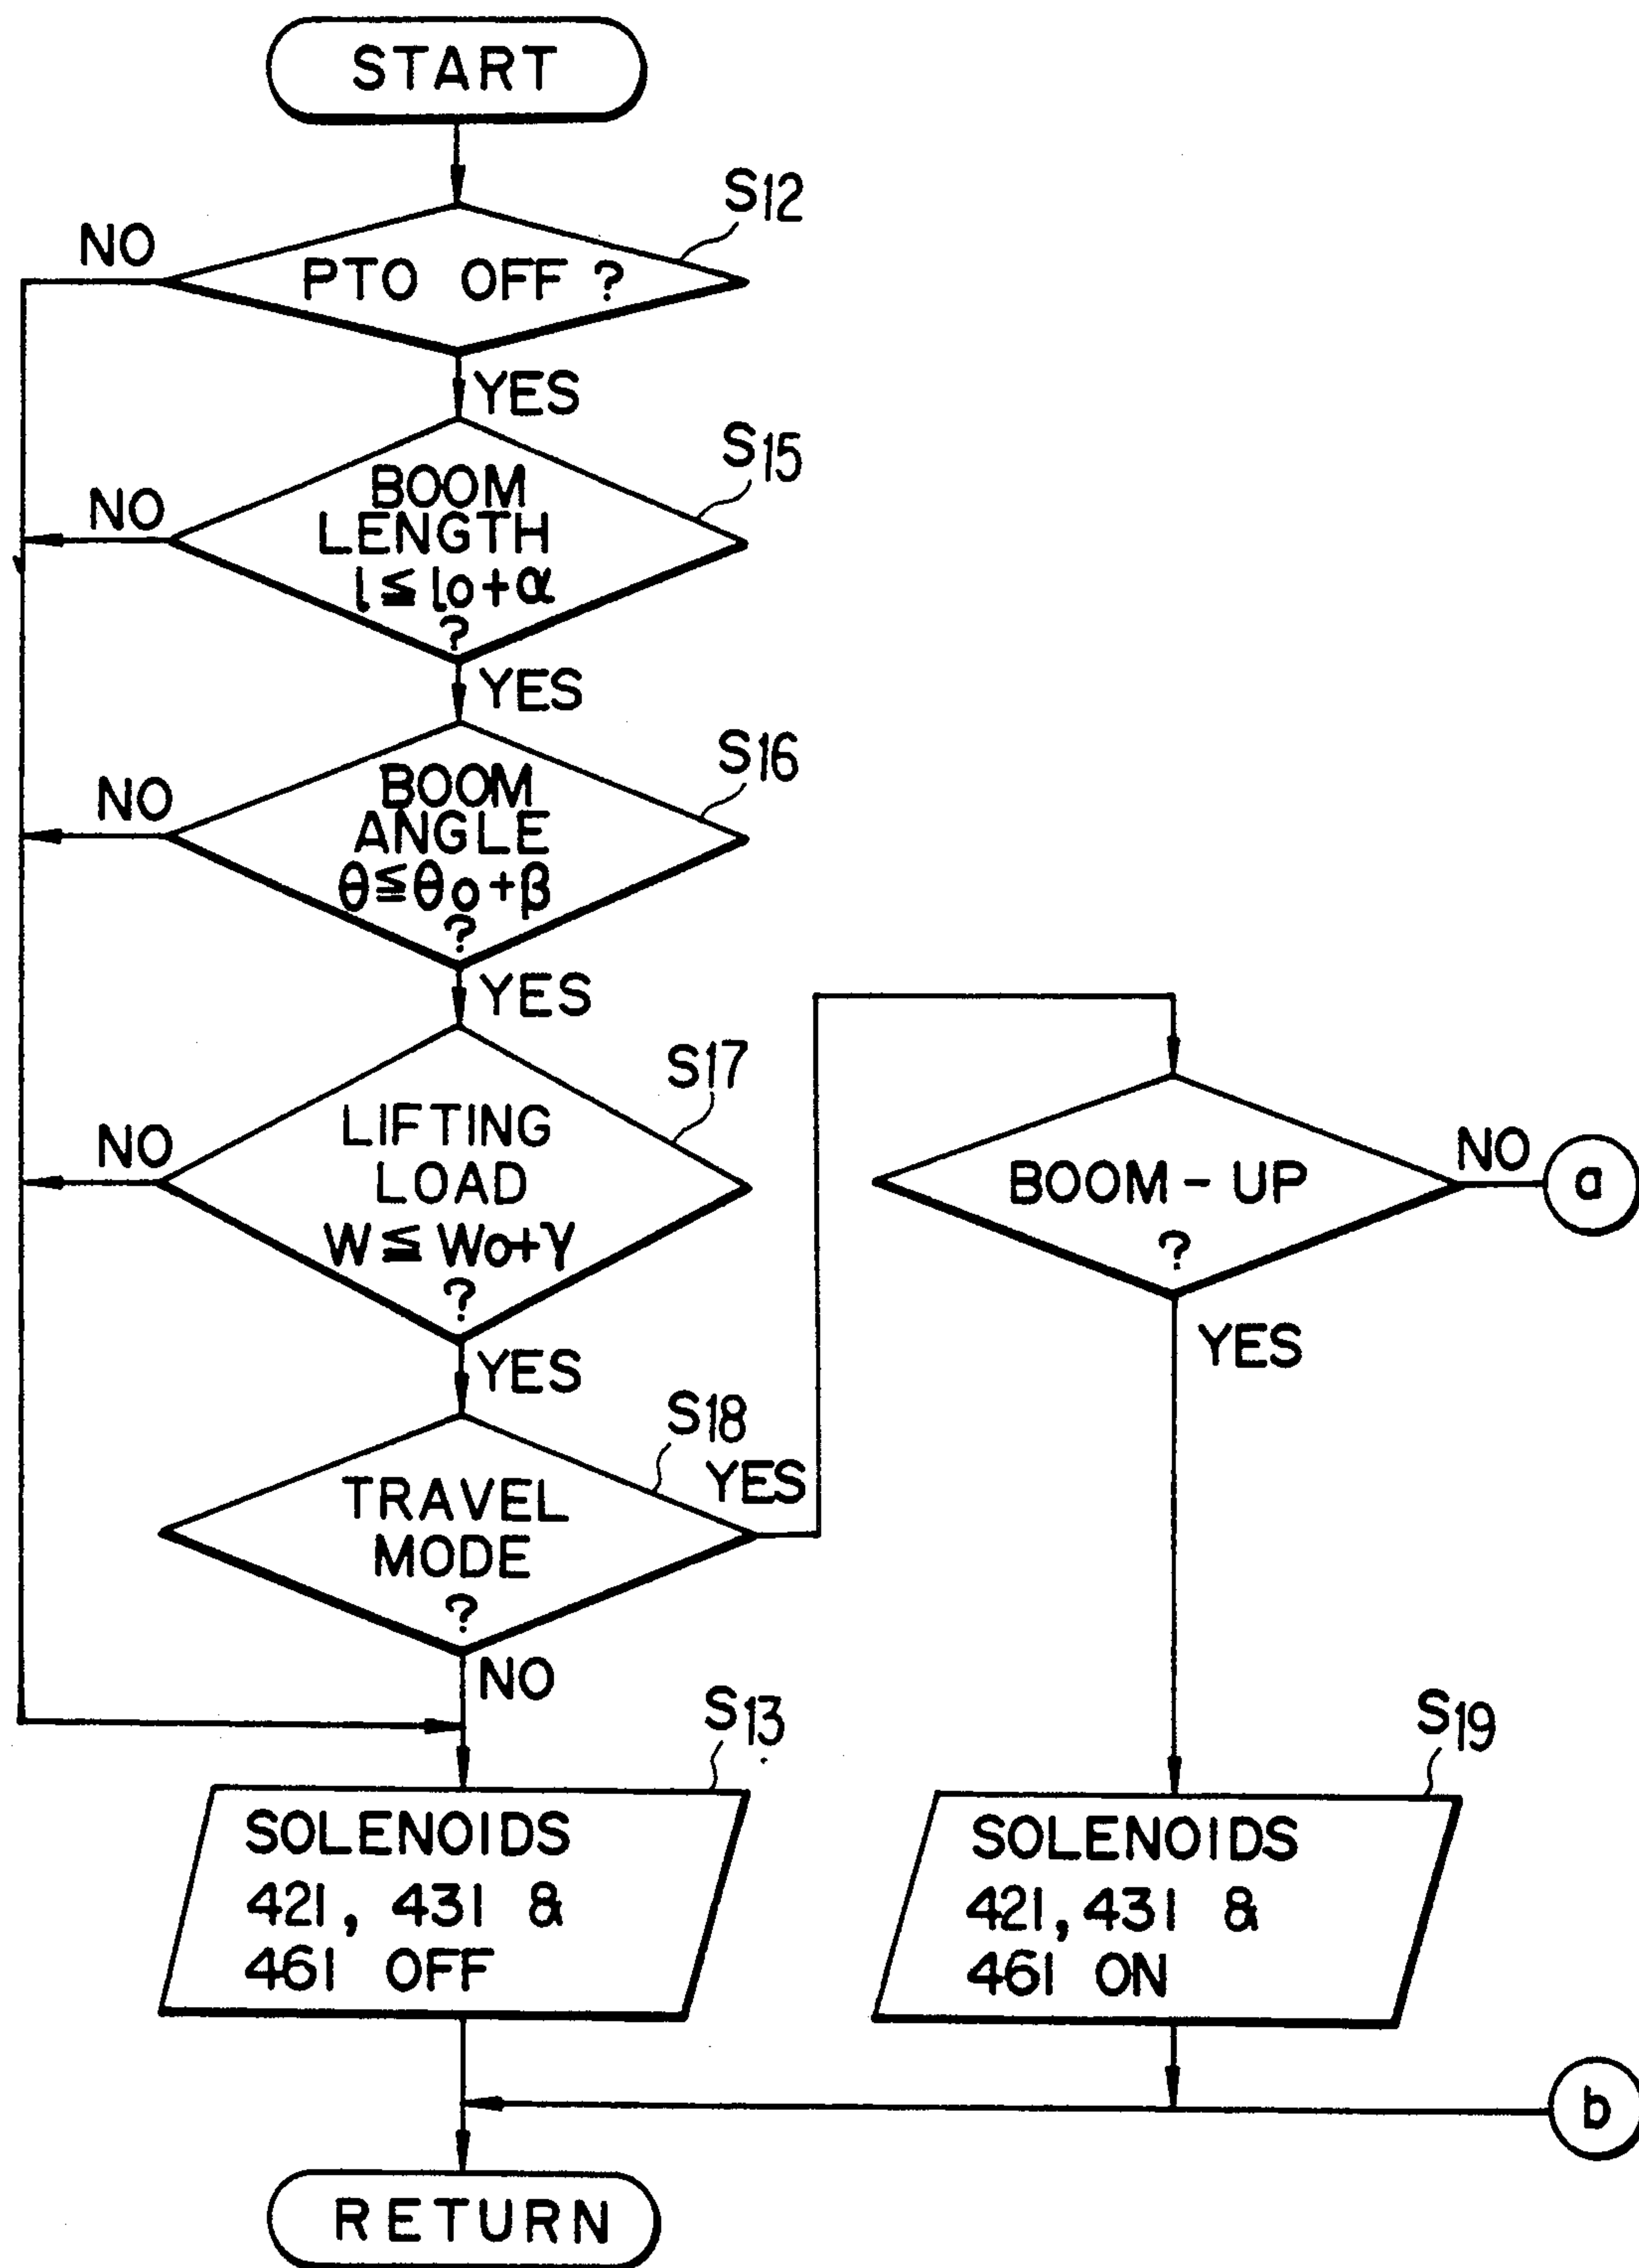 START
S12
NO
PTO OFF ?
YES
S15
NO
BOOM
LENGTH
l ≦ lo + α
?
YES
S16
NO
BOOM
ANGLE
θ ≦ θo + β
?
YES
S17
NO
LIFTING
LOAD
W ≦ Wo + γ
?
YES
S18
YES
TRAVEL
MODE
?
NO
BOOM - UP
?
NO
a
YES
S13
SOLENOIDS
421, 431 &
461 OFF
S19
SOLENOIDS
421, 431 &
461 ON
b
RETURN